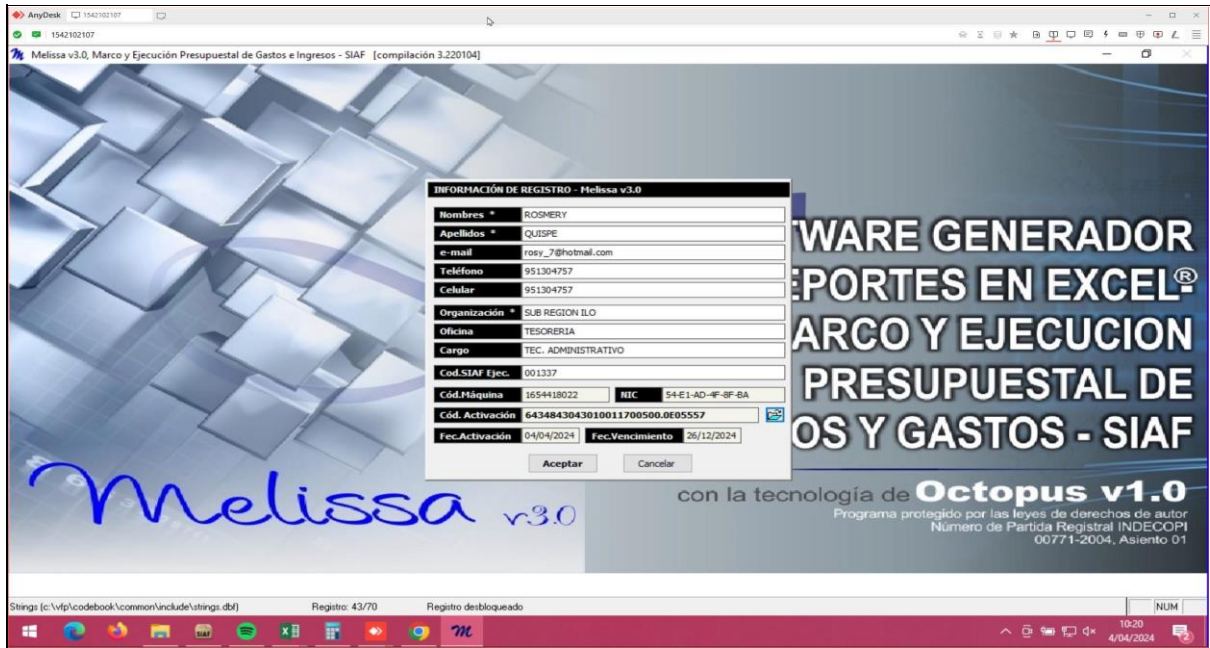 AnyDesk 1542102107
1542102107
Melissa v3.0, Marco y Ejecución Presupuestal de Gastos e Ingresos - SIAF [compilación 3.220104]
INFORMACIÓN DE REGISTRO - Melissa v3.0
Nombres * ROSMERY
Apellidos * QUISPE
e-mail rosy_7@hotmail.com
Teléfono 951304757
Celular 951304757
Organización * SUB REGION ILO
Oficina TESORERIA
Cargo TEC. ADMINISTRATIVO
Cod.SIAF Ejec. 001337
Cód.Máquina 1654418022 NIC 54-E1-AD-4F-8F-BA
Cód. Activación 6434843043010011700500.0E05557
Fec.Activación 04/04/2024 Fec.Vencimiento 26/12/2024
Aceptar Cancelar
WARE GENERADOR
EPORTES EN EXCEL®
ARCO Y EJECUCION
PRESUPUESTAL DE
OS Y GASTOS - SIAF
Melissa v3.0
con la tecnología de Octopus v1.0
Programa protegido por las leyes de derechos de autor
Número de Partida Registral INDECOPI
00771-2004, Asiento 01
Strings (c:\vfp\codebook\common\include\strings.dbf) Registro: 43/70 Registro desbloqueado NUM
SIAF
10:20
4/04/2024
2